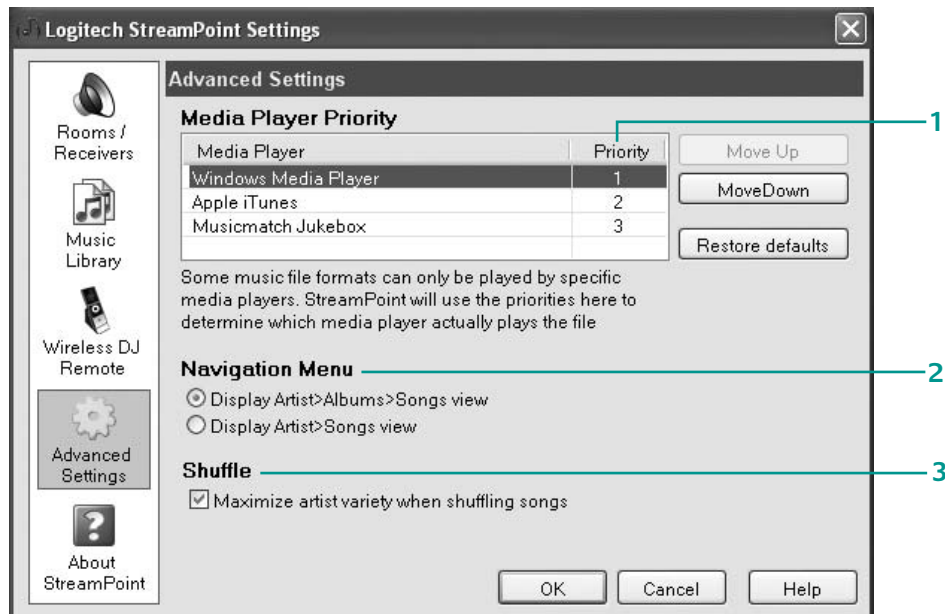 Logitech StreamPoint Settings
Rooms /
Receivers
Music
Library
Wireless DJ
Remote
Advanced
Settings
About
StreamPoint
Advanced Settings
Media Player Priority
1
Media Player Priority
Windows Media Player 1
Apple iTunes 2
Musicmatch Jukebox 3
Move Up
MoveDown
Restore defaults
Some music file formats can only be played by specific
media players. StreamPoint will use the priorities here to
determine which media player actually plays the file
Navigation Menu
2
Display Artist>Albums>Songs view
Display Artist>Songs view
Shuffle
3
Maximize artist variety when shuffling songs
OK
Cancel
Help